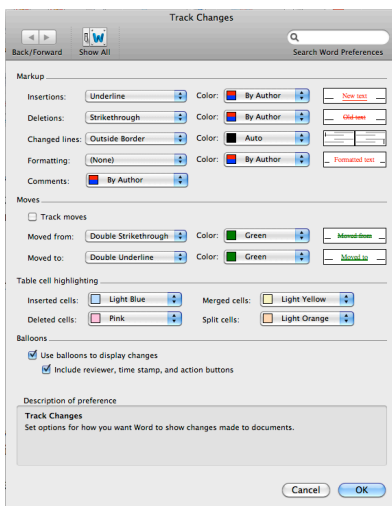 Track Changes
Back/Forward Show All Search Word Preferences
Markup
Insertions: Underline Color: By Author New text
Deletions: Strikethrough Color: By Author Old text
Changed lines: Outside Border Color: Auto
Formatting: (None) Color: By Author Formatted text
Comments: By Author
Moves
Track moves
Moved from: Double Strikethrough Color: Green Moved from
Moved to: Double Underline Color: Green Moved to
Table cell highlighting
Inserted cells: Light Blue Merged cells: Light Yellow
Deleted cells: Pink Split cells: Light Orange
Balloons
Use balloons to display changes
Include reviewer, time stamp, and action buttons
Description of preference
Track Changes
Set options for how you want Word to show changes made to documents.
Cancel OK